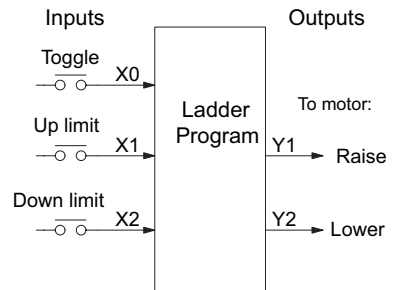 Inputs
Outputs
Toggle
X0
Ladder
Program
To motor:
Up limit
X1
Y1
Raise
Down limit
X2
Y2
Lower